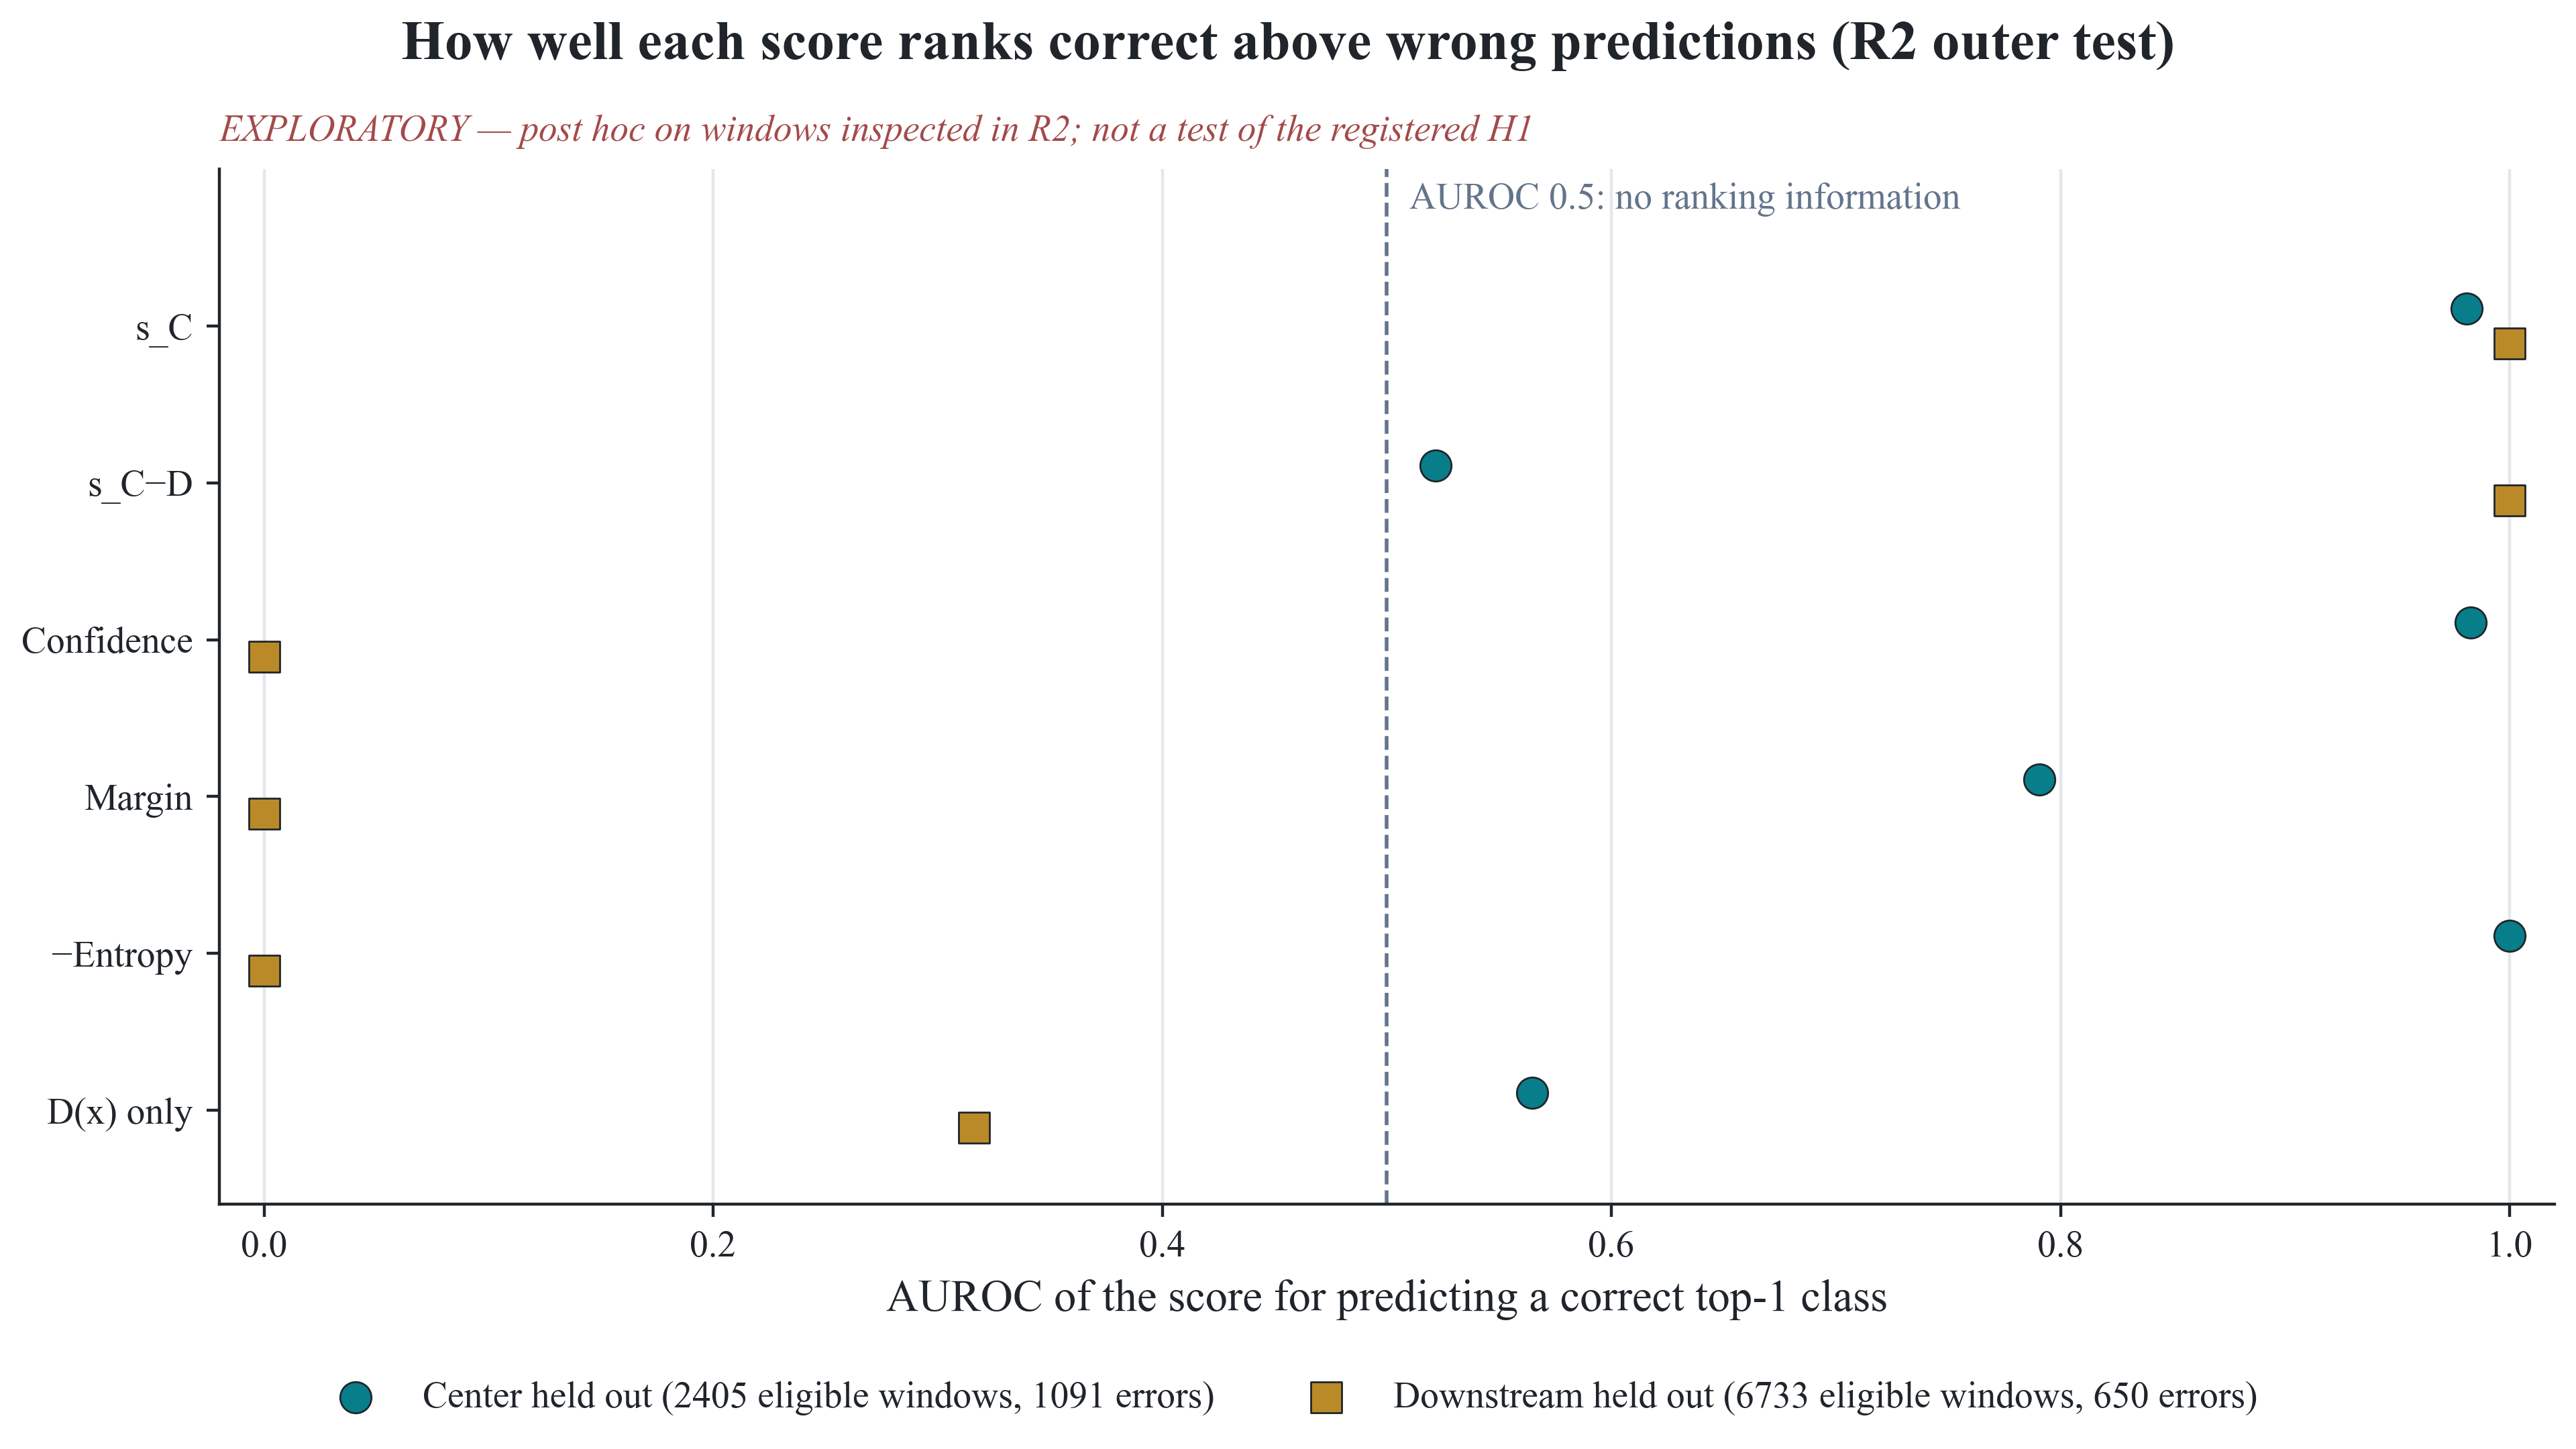 How well each score ranks correct above wrong predictions (R2 outer test)
EXPLORATORY — post hoc on windows inspected in R2; not a test of the registered H1
AUROC 0.5: no ranking information
s_C
s_C−D
Confidence
Margin
−Entropy
D(x) only
0.0 0.2 0.4 0.6 0.8 1.0
AUROC of the score for predicting a correct top-1 class
Center held out (2405 eligible windows, 1091 errors) Downstream held out (6733 eligible windows, 650 errors)